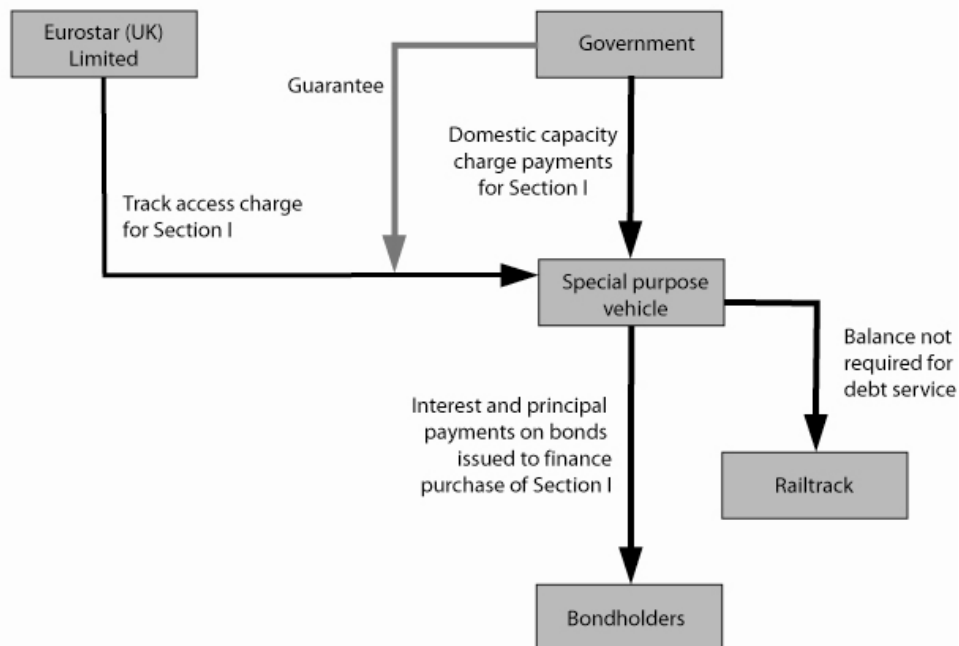 Eurostar (UK)
Limited
Government
Guarantee
Domestic capacity
charge payments
for Section I
Track access charge
for Section I
Special purpose
vehicle
Balance not
required for
debt service
Interest and principal
payments on bonds
issued to finance
purchase of Section I
Railtrack
Bondholders